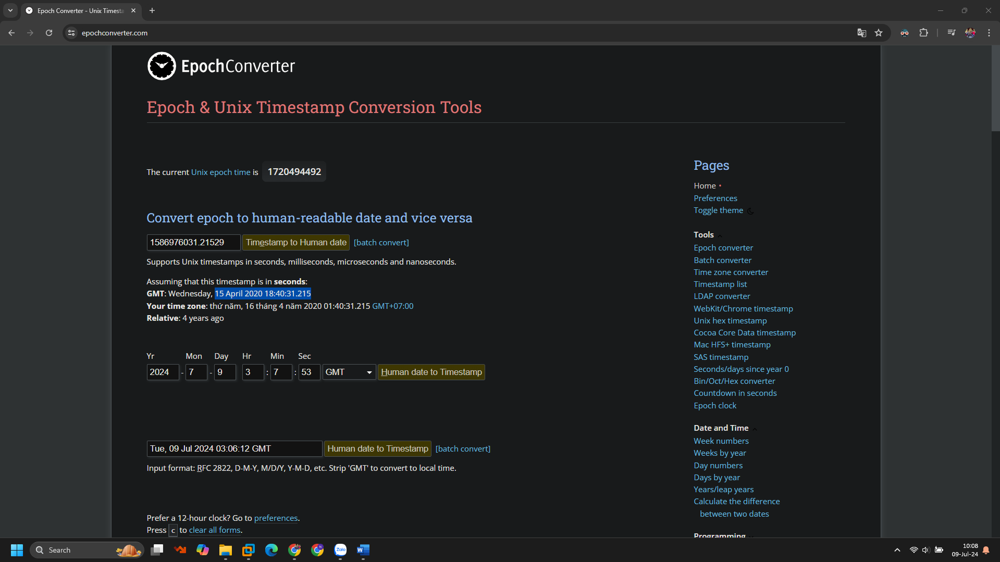 Epoch Converter - Unix Timesta
epochconverter.com
EpochConverter
Epoch & Unix Timestamp Conversion Tools
The current Unix epoch time is 1720494492
Convert epoch to human-readable date and vice versa
1586976031.21529 Timestamp to Human date [batch convert]
Supports Unix timestamps in seconds, milliseconds, microseconds and nanoseconds.
Assuming that this timestamp is in seconds:
GMT: Wednesday, 15 April 2020 18:40:31.215
Your time zone: thứ năm, 16 tháng 4 năm 2020 01:40:31.215 GMT+07:00
Relative: 4 years ago
Yr Mon Day Hr Min Sec
2024 - 7 - 9 3 : 7 : 53 GMT Human date to Timestamp
Tue, 09 Jul 2024 03:06:12 GMT Human date to Timestamp [batch convert]
Input format: RFC 2822, D-M-Y, M/D/Y, Y-M-D, etc. Strip 'GMT' to convert to local time.
Prefer a 12-hour clock? Go to preferences.
Press c to clear all forms.
Pages
Home •
Preferences
Toggle theme
Tools
Epoch converter
Batch converter
Time zone converter
Timestamp list
LDAP converter
WebKit/Chrome timestamp
Unix hex timestamp
Cocoa Core Data timestamp
Mac HFS+ timestamp
SAS timestamp
Seconds/days since year 0
Bin/Oct/Hex converter
Countdown in seconds
Epoch clock
Date and Time
Week numbers
Weeks by year
Day numbers
Days by year
Years/leap years
Calculate the difference
between two dates
Programming
Search
Zalo
10:08
09-Jul-24